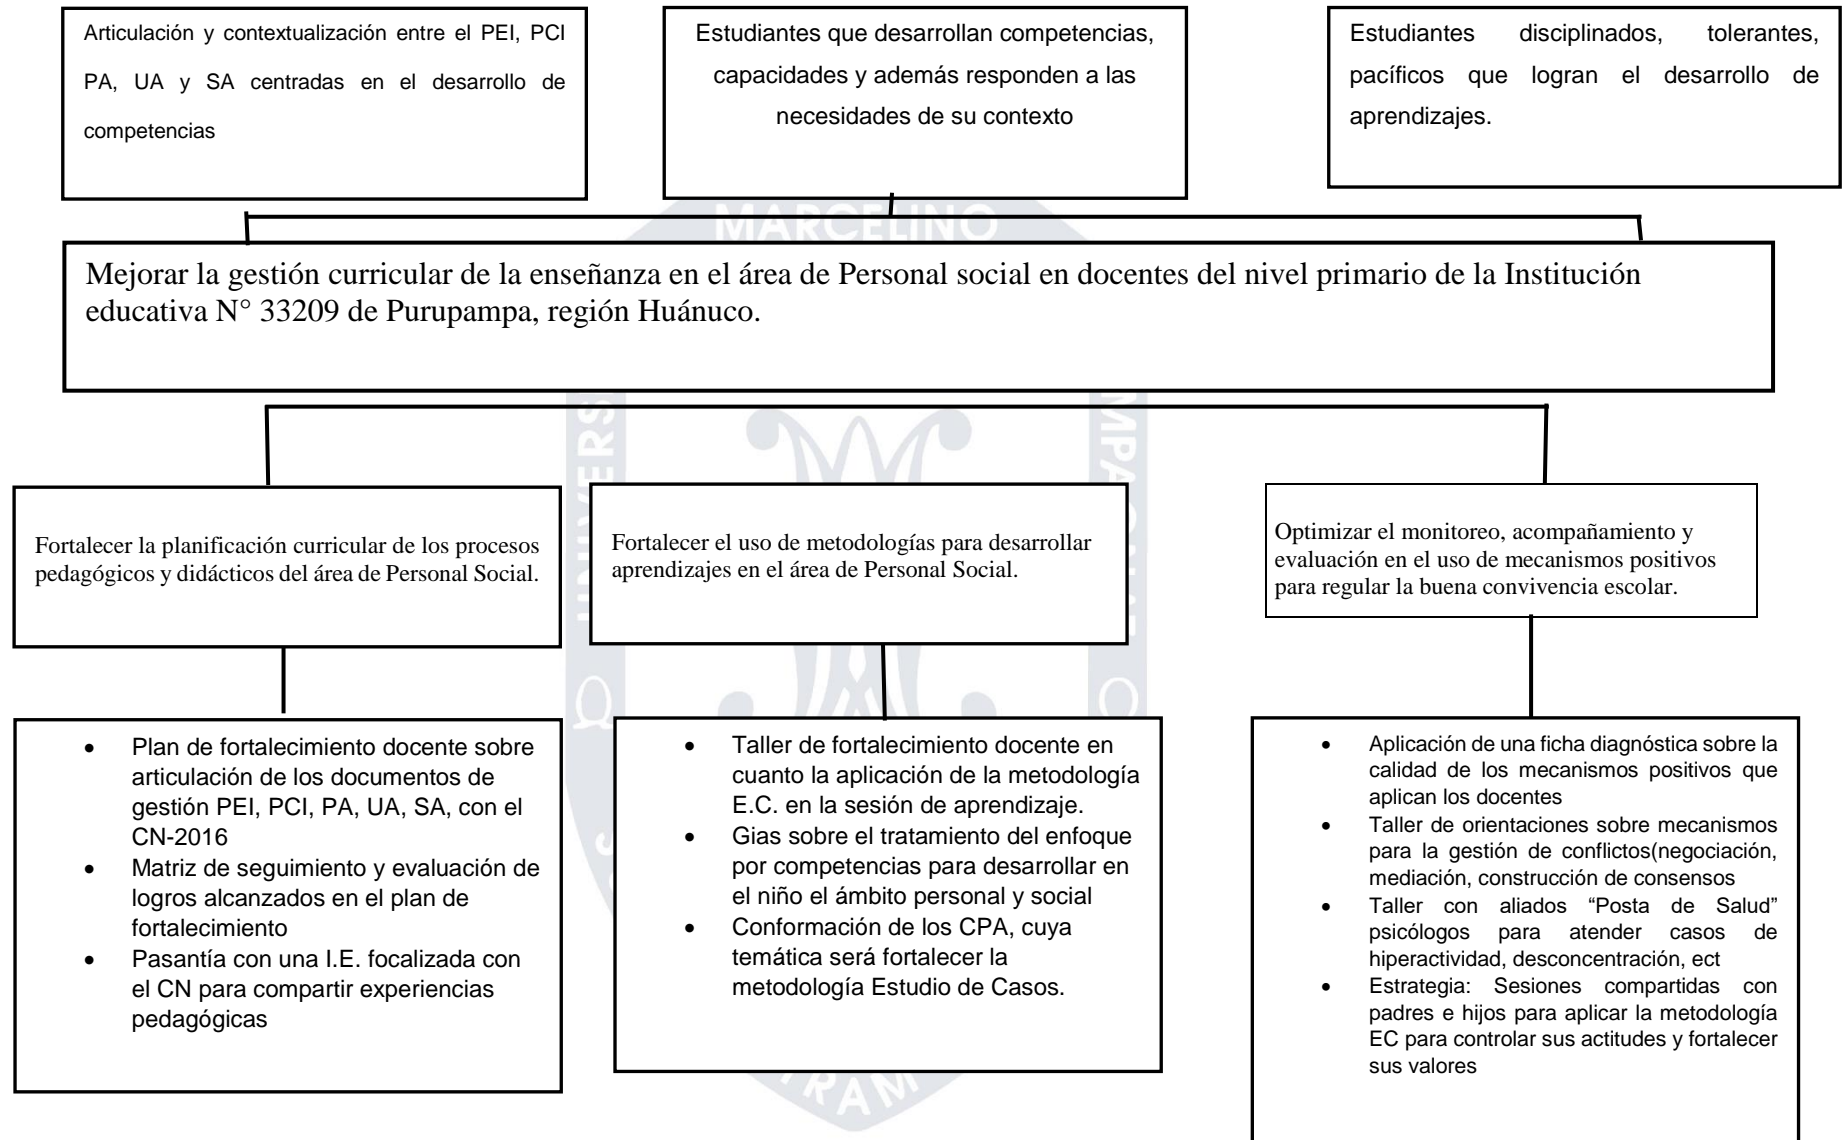 Articulación y contextualización entre el PEI, PCI
PA, UA y SA centradas en el desarrollo de
competencias
Estudiantes que desarrollan competencias,
capacidades y además responden a las
necesidades de su contexto
Estudiantes disciplinados, tolerantes,
pacíficos que logran el desarrollo de
aprendizajes.
MARCELINO
Mejorar la gestión curricular de la enseñanza en el área de Personal social en docentes del nivel primario de la Institución
educativa N° 33209 de Purupampa, región Huánuco.
Fortalecer la planificación curricular de los procesos
pedagógicos y didácticos del área de Personal Social.
Fortalecer el uso de metodologías para desarrollar
aprendizajes en el área de Personal Social.
Optimizar el monitoreo, acompañamiento y
evaluación en el uso de mecanismos positivos
para regular la buena convivencia escolar.
• Plan de fortalecimiento docente sobre
articulación de los documentos de
gestión PEI, PCI, PA, UA, SA, con el
CN-2016
• Matriz de seguimiento y evaluación de
logros alcanzados en el plan de
fortalecimiento
• Pasantía con una I.E. focalizada con
el CN para compartir experiencias
pedagógicas
• Taller de fortalecimiento docente en
cuanto la aplicación de la metodología
E.C. en la sesión de aprendizaje.
• Gias sobre el tratamiento del enfoque
por competencias para desarrollar en
el niño el ámbito personal y social
• Conformación de los CPA, cuya
temática será fortalecer la
metodología Estudio de Casos.
• Aplicación de una ficha diagnóstica sobre la
calidad de los mecanismos positivos que
aplican los docentes
• Taller de orientaciones sobre mecanismos
para la gestión de conflictos(negociación,
mediación, construcción de consensos
• Taller con aliados “Posta de Salud”
psicólogos para atender casos de
hiperactividad, desconcentración, ect
• Estrategia: Sesiones compartidas con
padres e hijos para aplicar la metodología
EC para controlar sus actitudes y fortalecer
sus valores